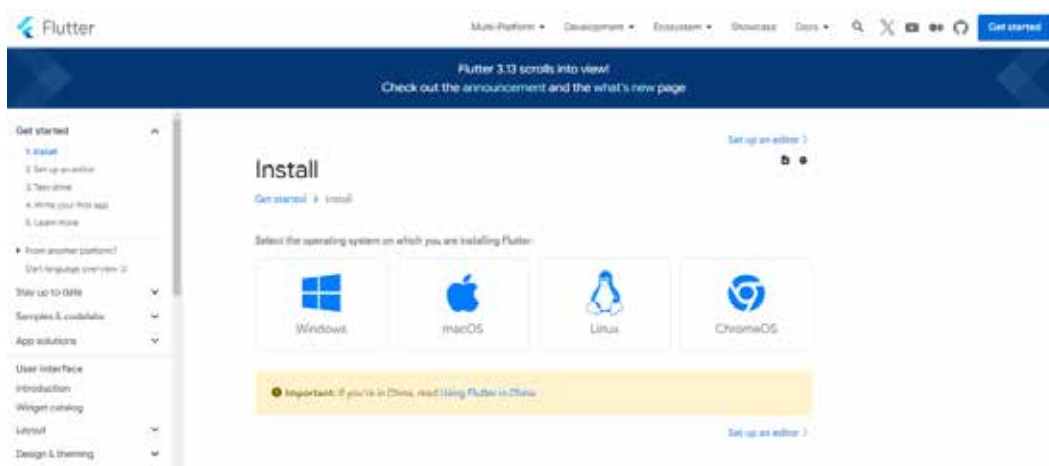 Flutter
Multi-Platform Development Ecosystem Showcase Docs Get started
Flutter 3.13 scrolls into view!
Check out the announcement and the what's new page
Get started
1. Install
2. Set up an editor
3. Test drive
4. Write your first app
5. Learn more
From another platform?
Dart language overview
Stay up to date
Samples & codelabs
App solutions
User interface
Introduction
Widget catalog
Layout
Design & theming
Set up an editor
Install
Get started Install
Select the operating system on which you are installing Flutter:
Windows macOS Linux ChromeOS
Important: If you're in China, read Using Flutter in China
Set up an editor